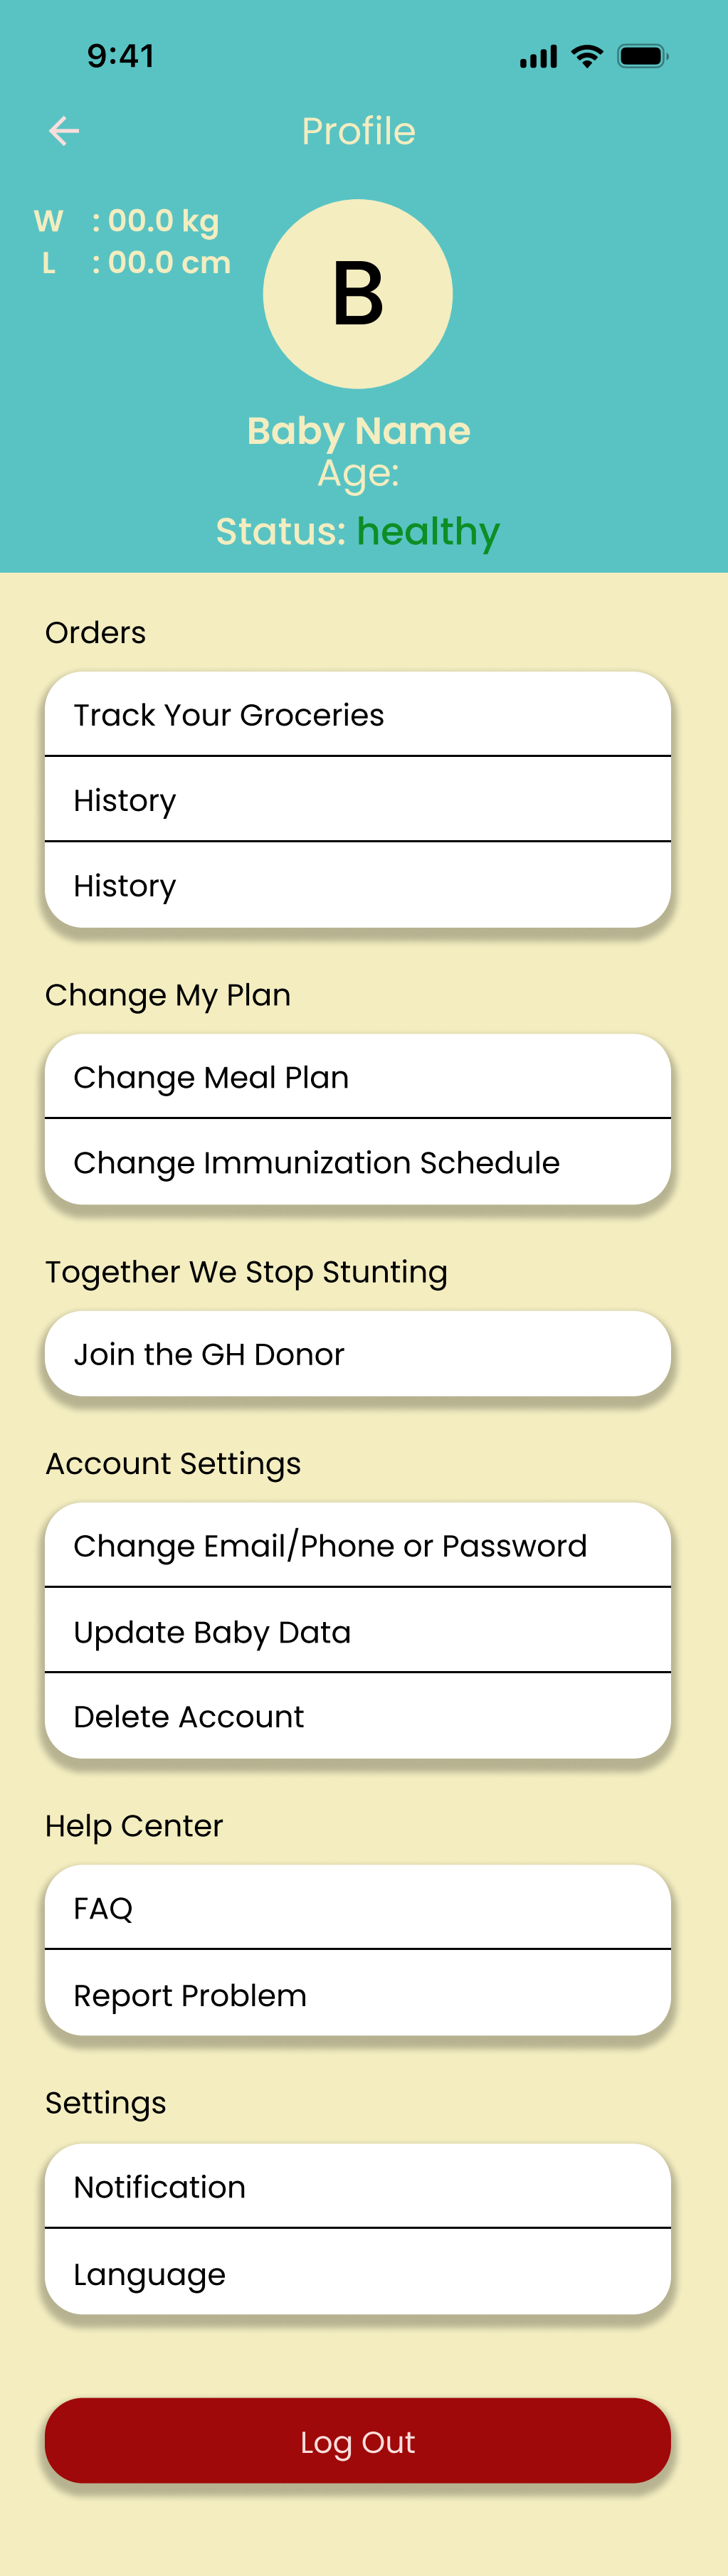 9:41
Profile
W : 00.0 kg
L : 00.0 cm
B
Baby Name
Age:
Status: healthy
Orders
Track Your Groceries
History
History
Change My Plan
Change Meal Plan
Change Immunization Schedule
Together We Stop Stunting
Join the GH Donor
Account Settings
Change Email/Phone or Password
Update Baby Data
Delete Account
Help Center
FAQ
Report Problem
Settings
Notification
Language
Log Out